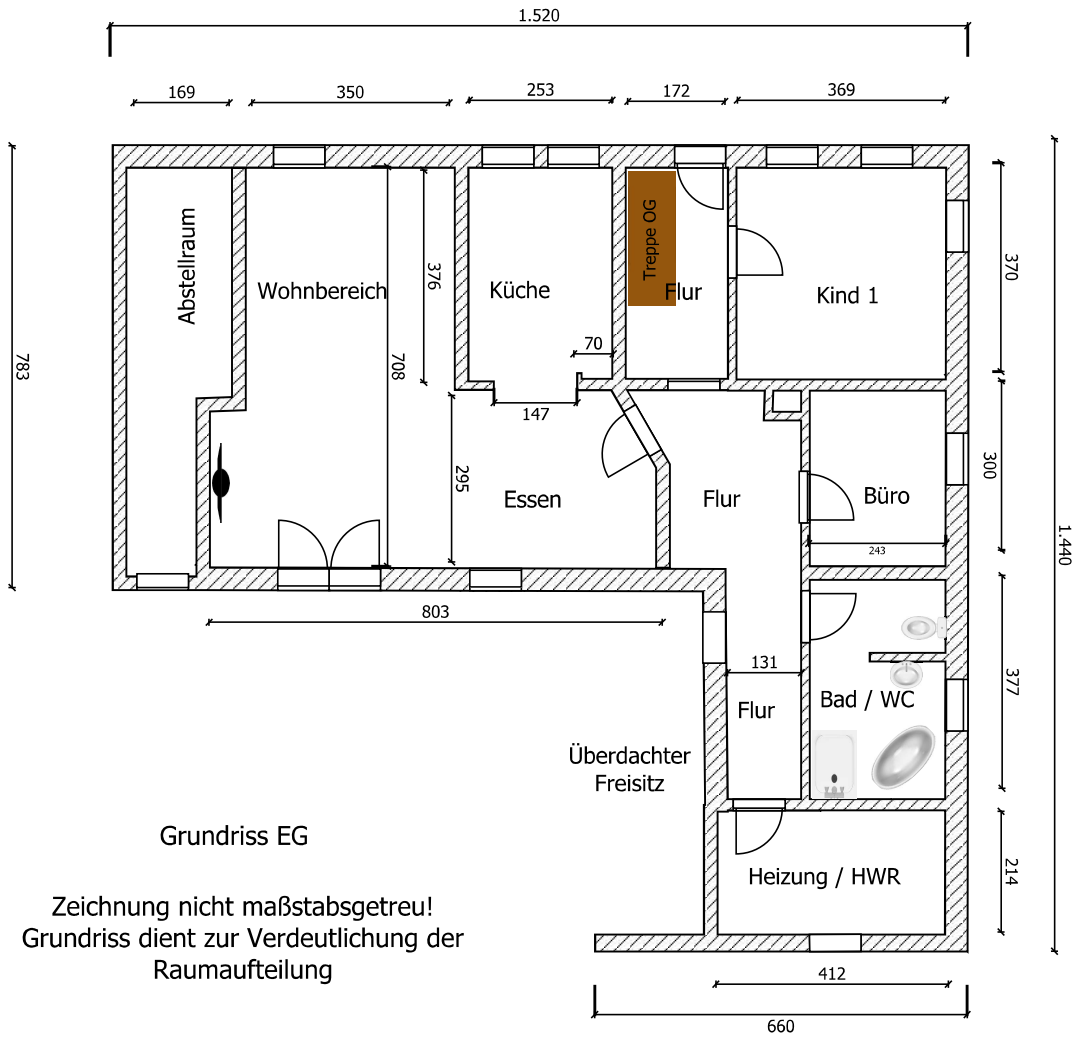 1.520
169
350
253
172
369
783
Abstellraum
Wohnbereich
708
376
295
Küche
70
147
Essen
Treppe OG
Flur
Kind 1
370
300
Flur
Büro
243
1.440
803
131
Flur
Bad / WC
377
Überdachter
Freisitz
Grundriss EG
Heizung / HWR
214
Zeichnung nicht maßstabsgetreu!
Grundriss dient zur Verdeutlichung der
Raumaufteilung
412
660